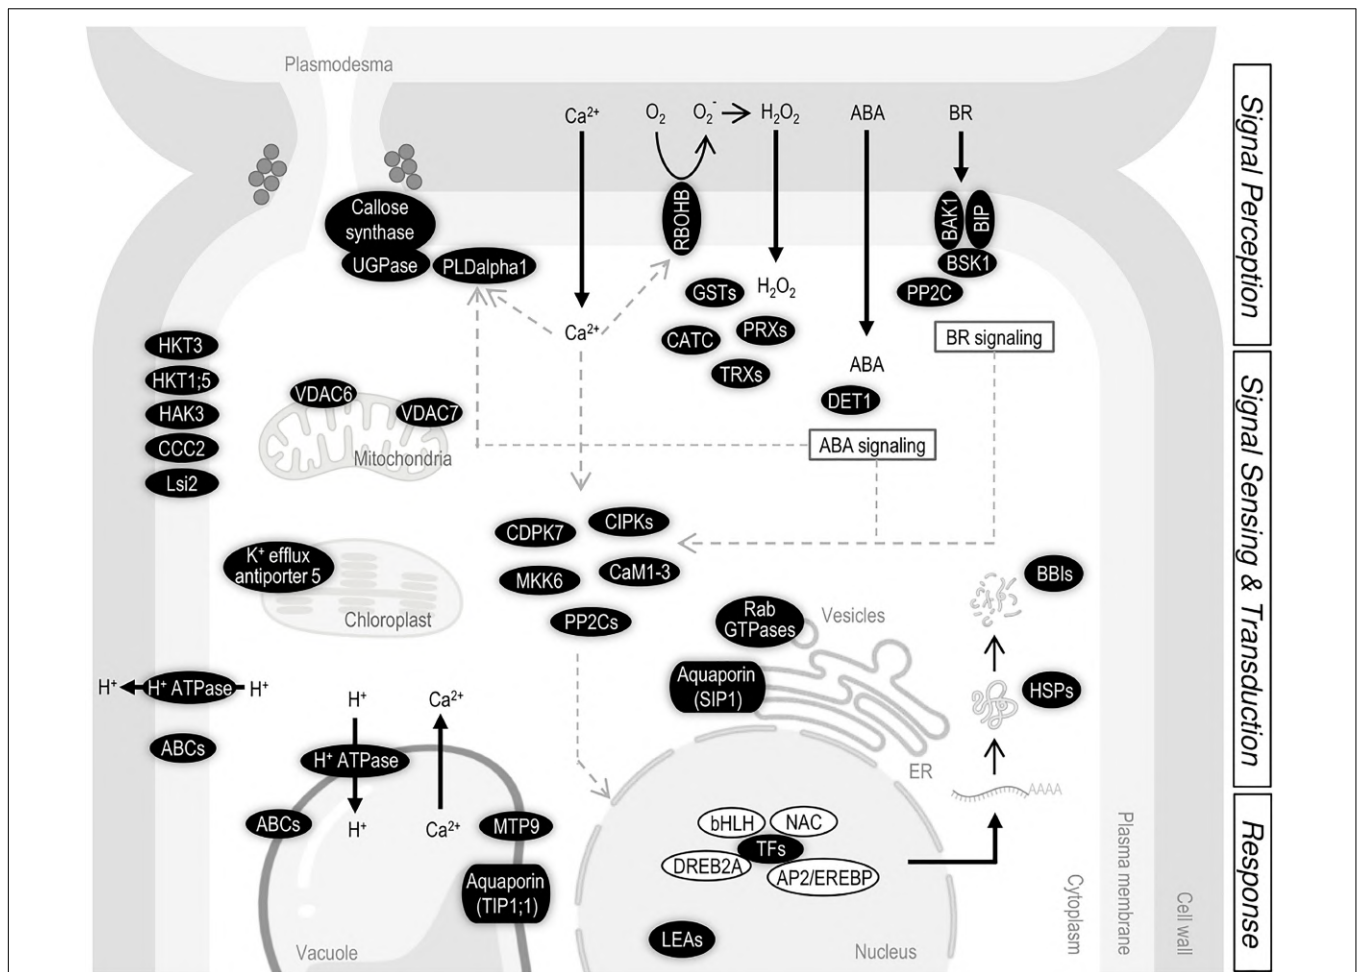 Plasmodesma
Ca²⁺
O₂
O₂⁻
H₂O₂
ABA
BR
Callose
synthase
UGPase
PLDalpha1
RBOHB
BAK1
BIP
BSK1
PP2C
GSTs
H₂O₂
CATC
PRXs
TRXs
Ca²⁺
ABA
DET1
BR signaling
ABA signaling
HKT3
HKT1;5
HAK3
CCC2
Lsi2
VDAC6
VDAC7
Mitochondria
CDPK7
CIPKs
MKK6
CaM1-3
PP2Cs
K⁺ efflux
antiporter 5
Chloroplast
Rab
GTPases
Vesicles
Aquaporin
(SIP1)
ER
BBIs
HSPs
AAAA
H⁺
H⁺ ATPase
H⁺
ABCs
H⁺
Ca²⁺
H⁺ ATPase
ABCs
H⁺
Ca²⁺
MTP9
Aquaporin
(TIP1;1)
Vacuole
bHLH
NAC
TFs
DREB2A
AP2/EREBP
LEAs
Nucleus
Cytoplasm
Plasma membrane
Cell wall
Signal Perception
Signal Sensing & Transduction
Response